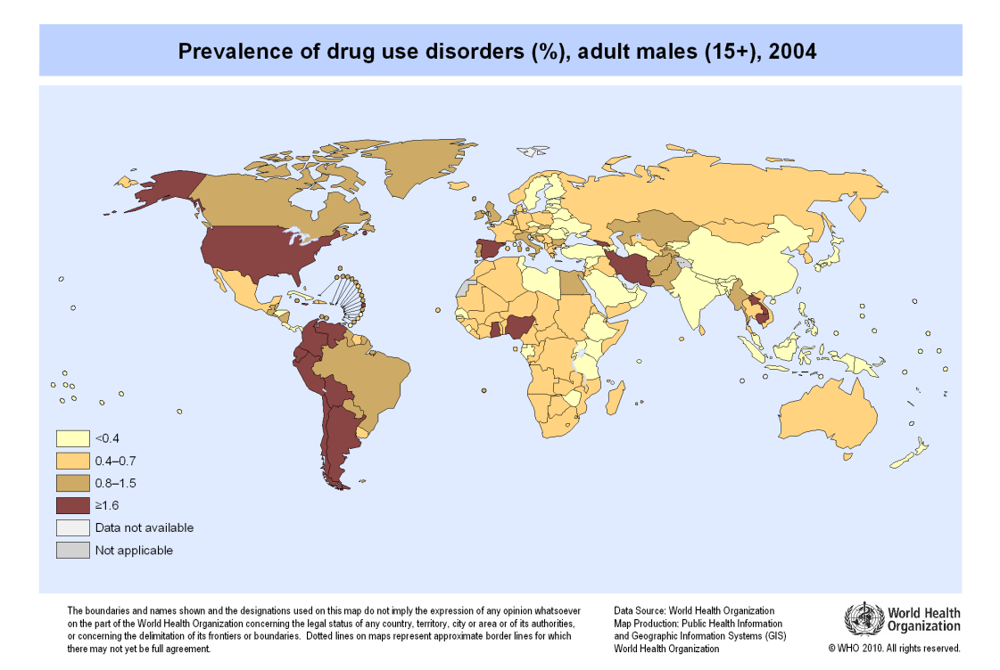 Prevalence of drug use disorders (%), adult males (15+), 2004
<0.4
0.4–0.7
0.8–1.5
≥1.6
Data not available
Not applicable
The boundaries and names shown and the designations used on this map do not imply the expression of any opinion whatsoever
on the part of the World Health Organization concerning the legal status of any country, territory, city or area or of its authorities,
or concerning the delimitation of its frontiers or boundaries. Dotted lines on maps represent approximate border lines for which
there may not yet be full agreement.
Data Source: World Health Organization
Map Production: Public Health Information
and Geographic Information Systems (GIS)
World Health Organization
World Health
Organization
© WHO 2010. All rights reserved.